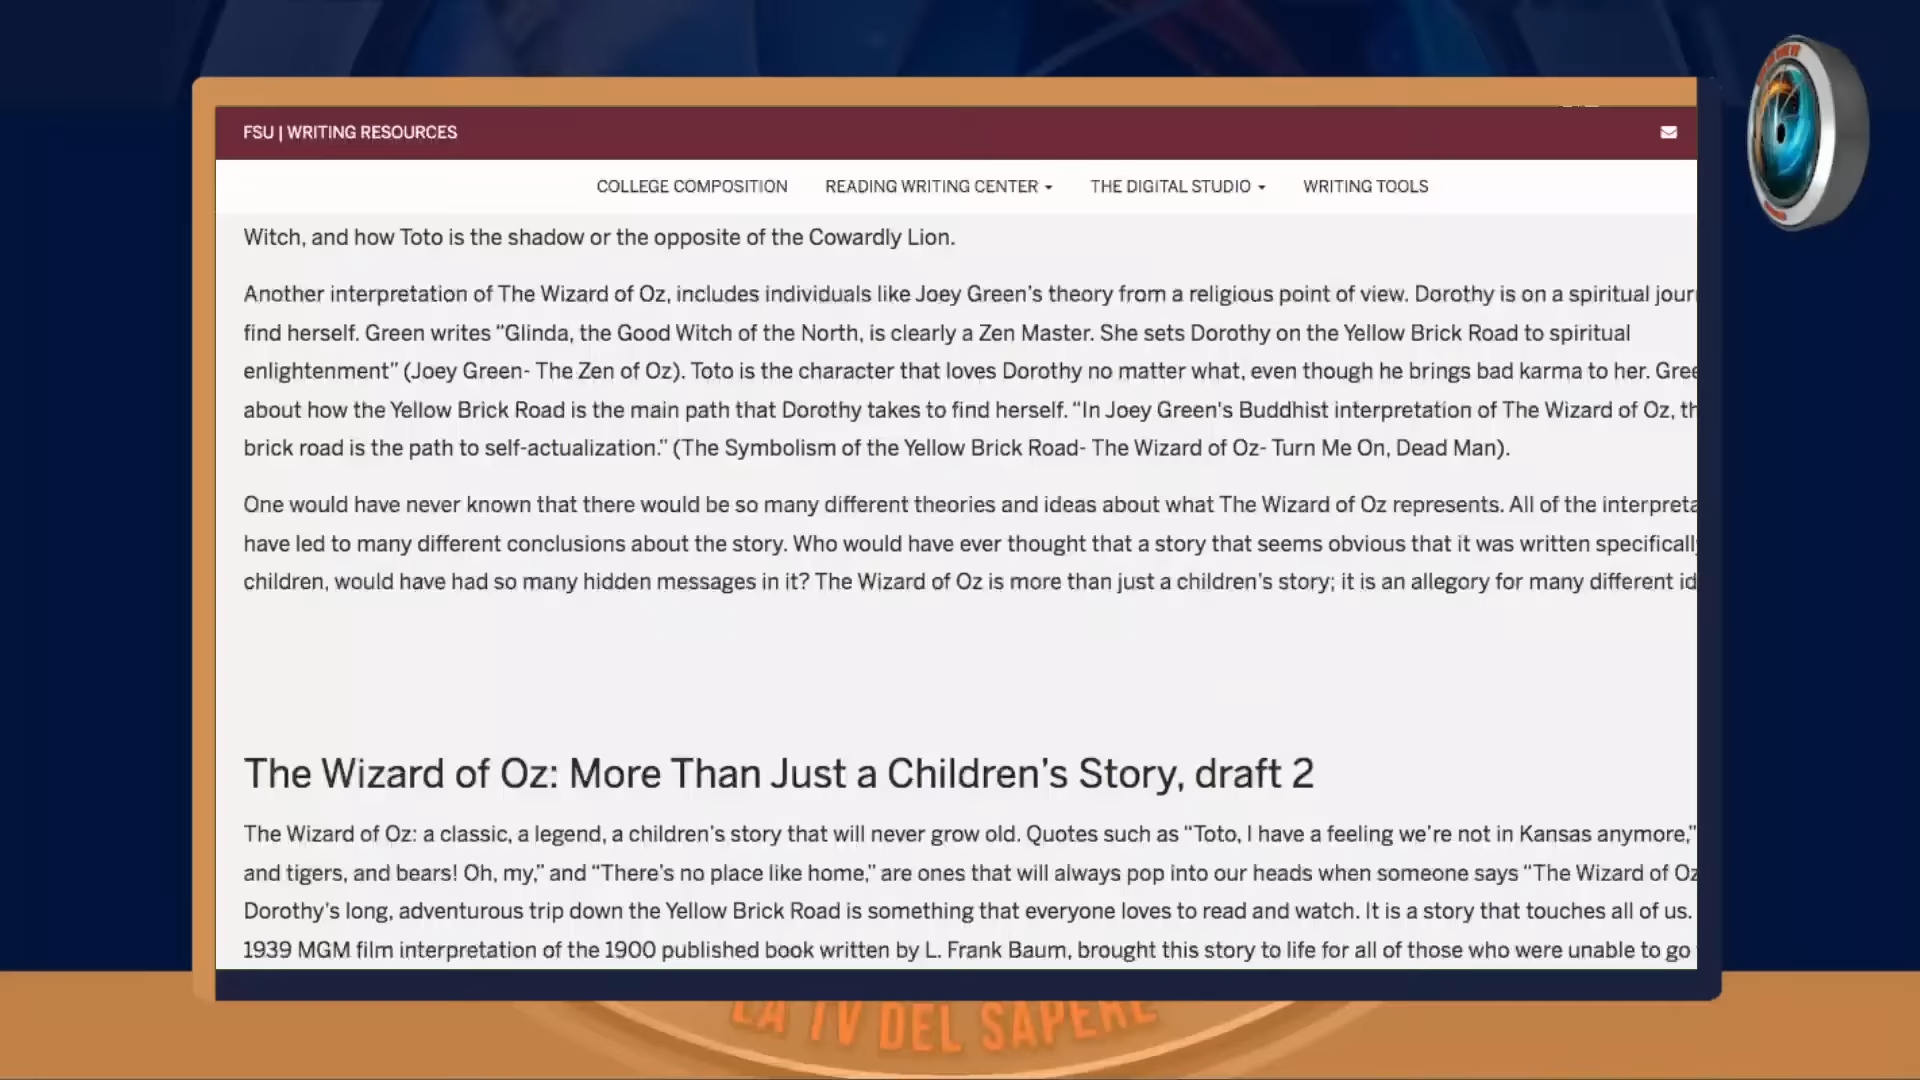 FSU | WRITING RESOURCES
COLLEGE COMPOSITION READING WRITING CENTER THE DIGITAL STUDIO WRITING TOOLS
Witch, and how Toto is the shadow or the opposite of the Cowardly Lion.
Another interpretation of The Wizard of Oz, includes individuals like Joey Green's theory from a religious point of view. Dorothy is on a spiritual jour
find herself. Green writes “Glinda, the Good Witch of the North, is clearly a Zen Master. She sets Dorothy on the Yellow Brick Road to spiritual
enlightenment” (Joey Green- The Zen of Oz). Toto is the character that loves Dorothy no matter what, even though he brings bad karma to her. Gree
about how the Yellow Brick Road is the main path that Dorothy takes to find herself. “In Joey Green's Buddhist interpretation of The Wizard of Oz, th
brick road is the path to self-actualization.” (The Symbolism of the Yellow Brick Road- The Wizard of Oz- Turn Me On, Dead Man).
One would have never known that there would be so many different theories and ideas about what The Wizard of Oz represents. All of the interpreta
have led to many different conclusions about the story. Who would have ever thought that a story that seems obvious that it was written specifically
children, would have had so many hidden messages in it? The Wizard of Oz is more than just a children's story; it is an allegory for many different id
The Wizard of Oz: More Than Just a Children's Story, draft 2
The Wizard of Oz: a classic, a legend, a children's story that will never grow old. Quotes such as “Toto, I have a feeling we're not in Kansas anymore,”
and tigers, and bears! Oh, my,” and “There's no place like home,” are ones that will always pop into our heads when someone says “The Wizard of Oz
Dorothy's long, adventurous trip down the Yellow Brick Road is something that everyone loves to read and watch. It is a story that touches all of us.
1939 MGM film interpretation of the 1900 published book written by L. Frank Baum, brought this story to life for all of those who were unable to go
LA TV DEL SAPERE